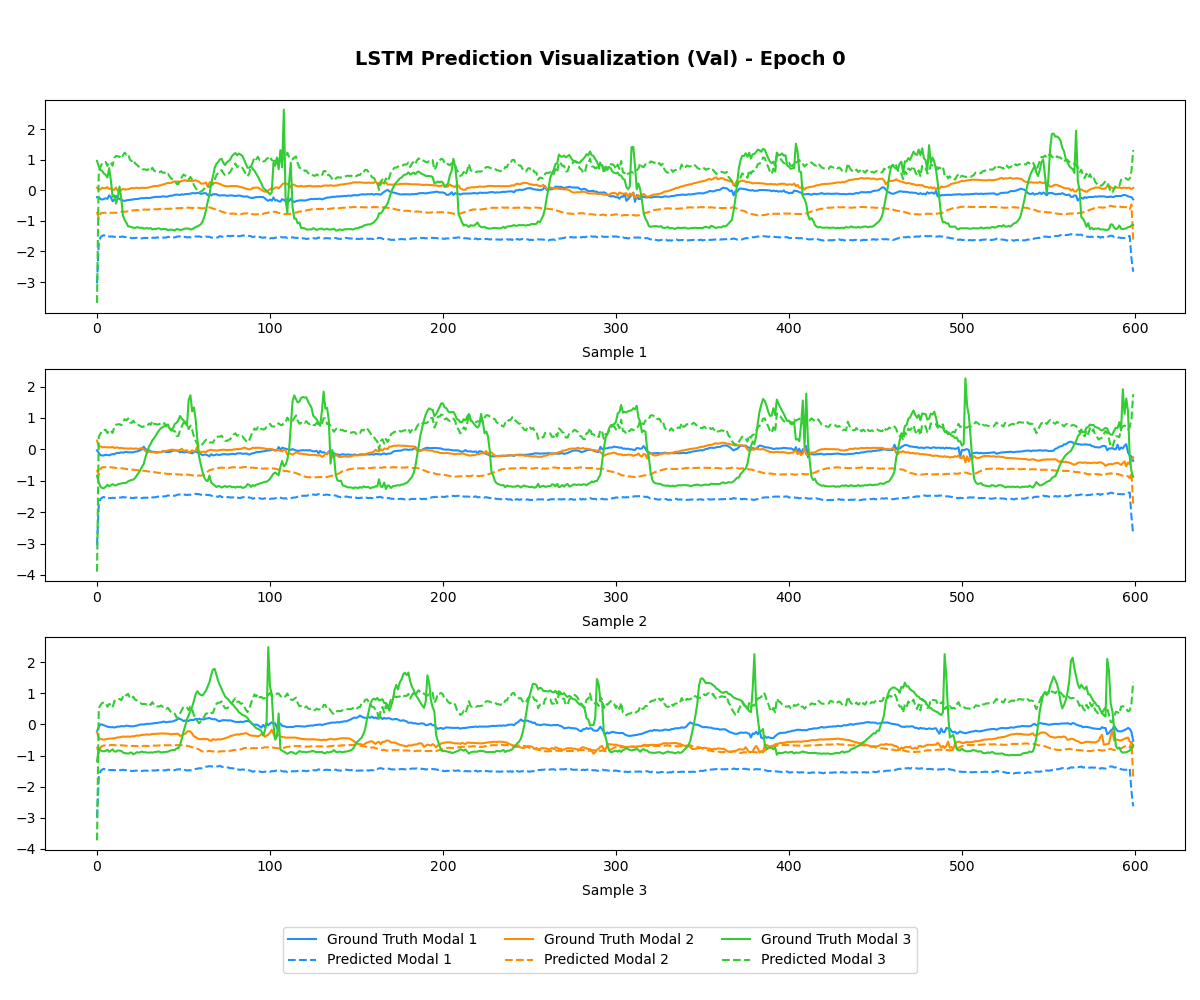 LSTM Prediction Visualization (Val) - Epoch 0
2
1
0
−1
−2
−3
0 100 200 300 400 500 600
Sample 1
2
1
0
−1
−2
−3
−4
0 100 200 300 400 500 600
Sample 2
2
1
0
−1
−2
−3
−4
0 100 200 300 400 500 600
Sample 3
Ground Truth Modal 1 Ground Truth Modal 2 Ground Truth Modal 3
Predicted Modal 1 Predicted Modal 2 Predicted Modal 3